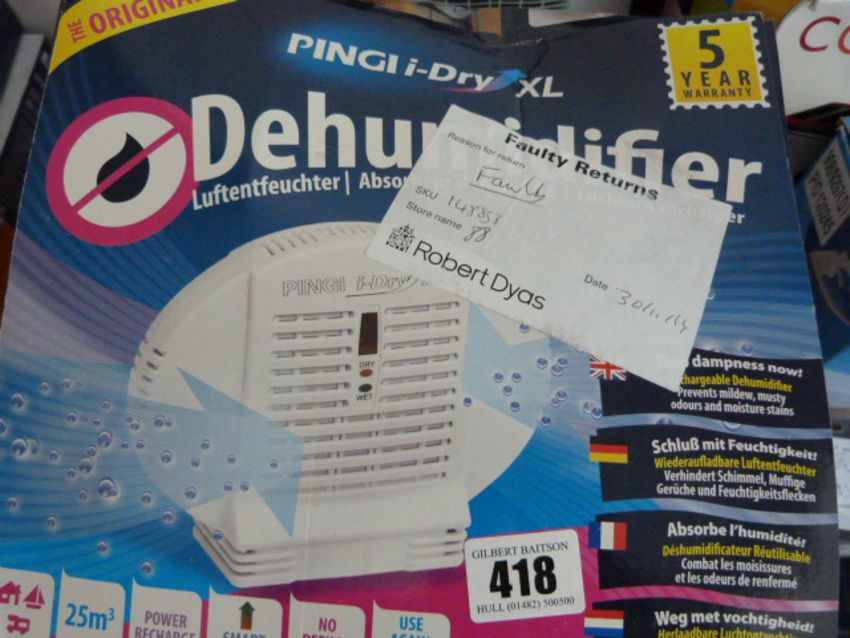 THE ORIGINAL
PINGI i-Dry XL
5
YEAR
WARRANTY
Dehumidifier
Luftentfeuchter |
Faulty Returns
Reason for return
Faulty
SKU 143853
Store name 88
Robert Dyas
Date 30/11/14
PINGI i-Dry
DRY
WET
dampness now!
Dehumidifier
Prevents mildew, musty
odours and moisture stains
Schluß mit Feuchtigkeit!
Wiederaufladbare Luftentfeuchter
Verhindert Schimmel, Muffige
Gerüche und Feuchtigkeitsflecken
Absorbe l'humidité!
Déshumidificateur Réutilisable
Combat les moisissures
et les odeurs de renfermé
Weg met vochtigheid!
Herlaadbare Luchtontvochtiger
GILBERT BAITSON
418
HULL (01482) 500500
25m³
POWER
RECHARGE
SMART
NO
USE
AGAIN